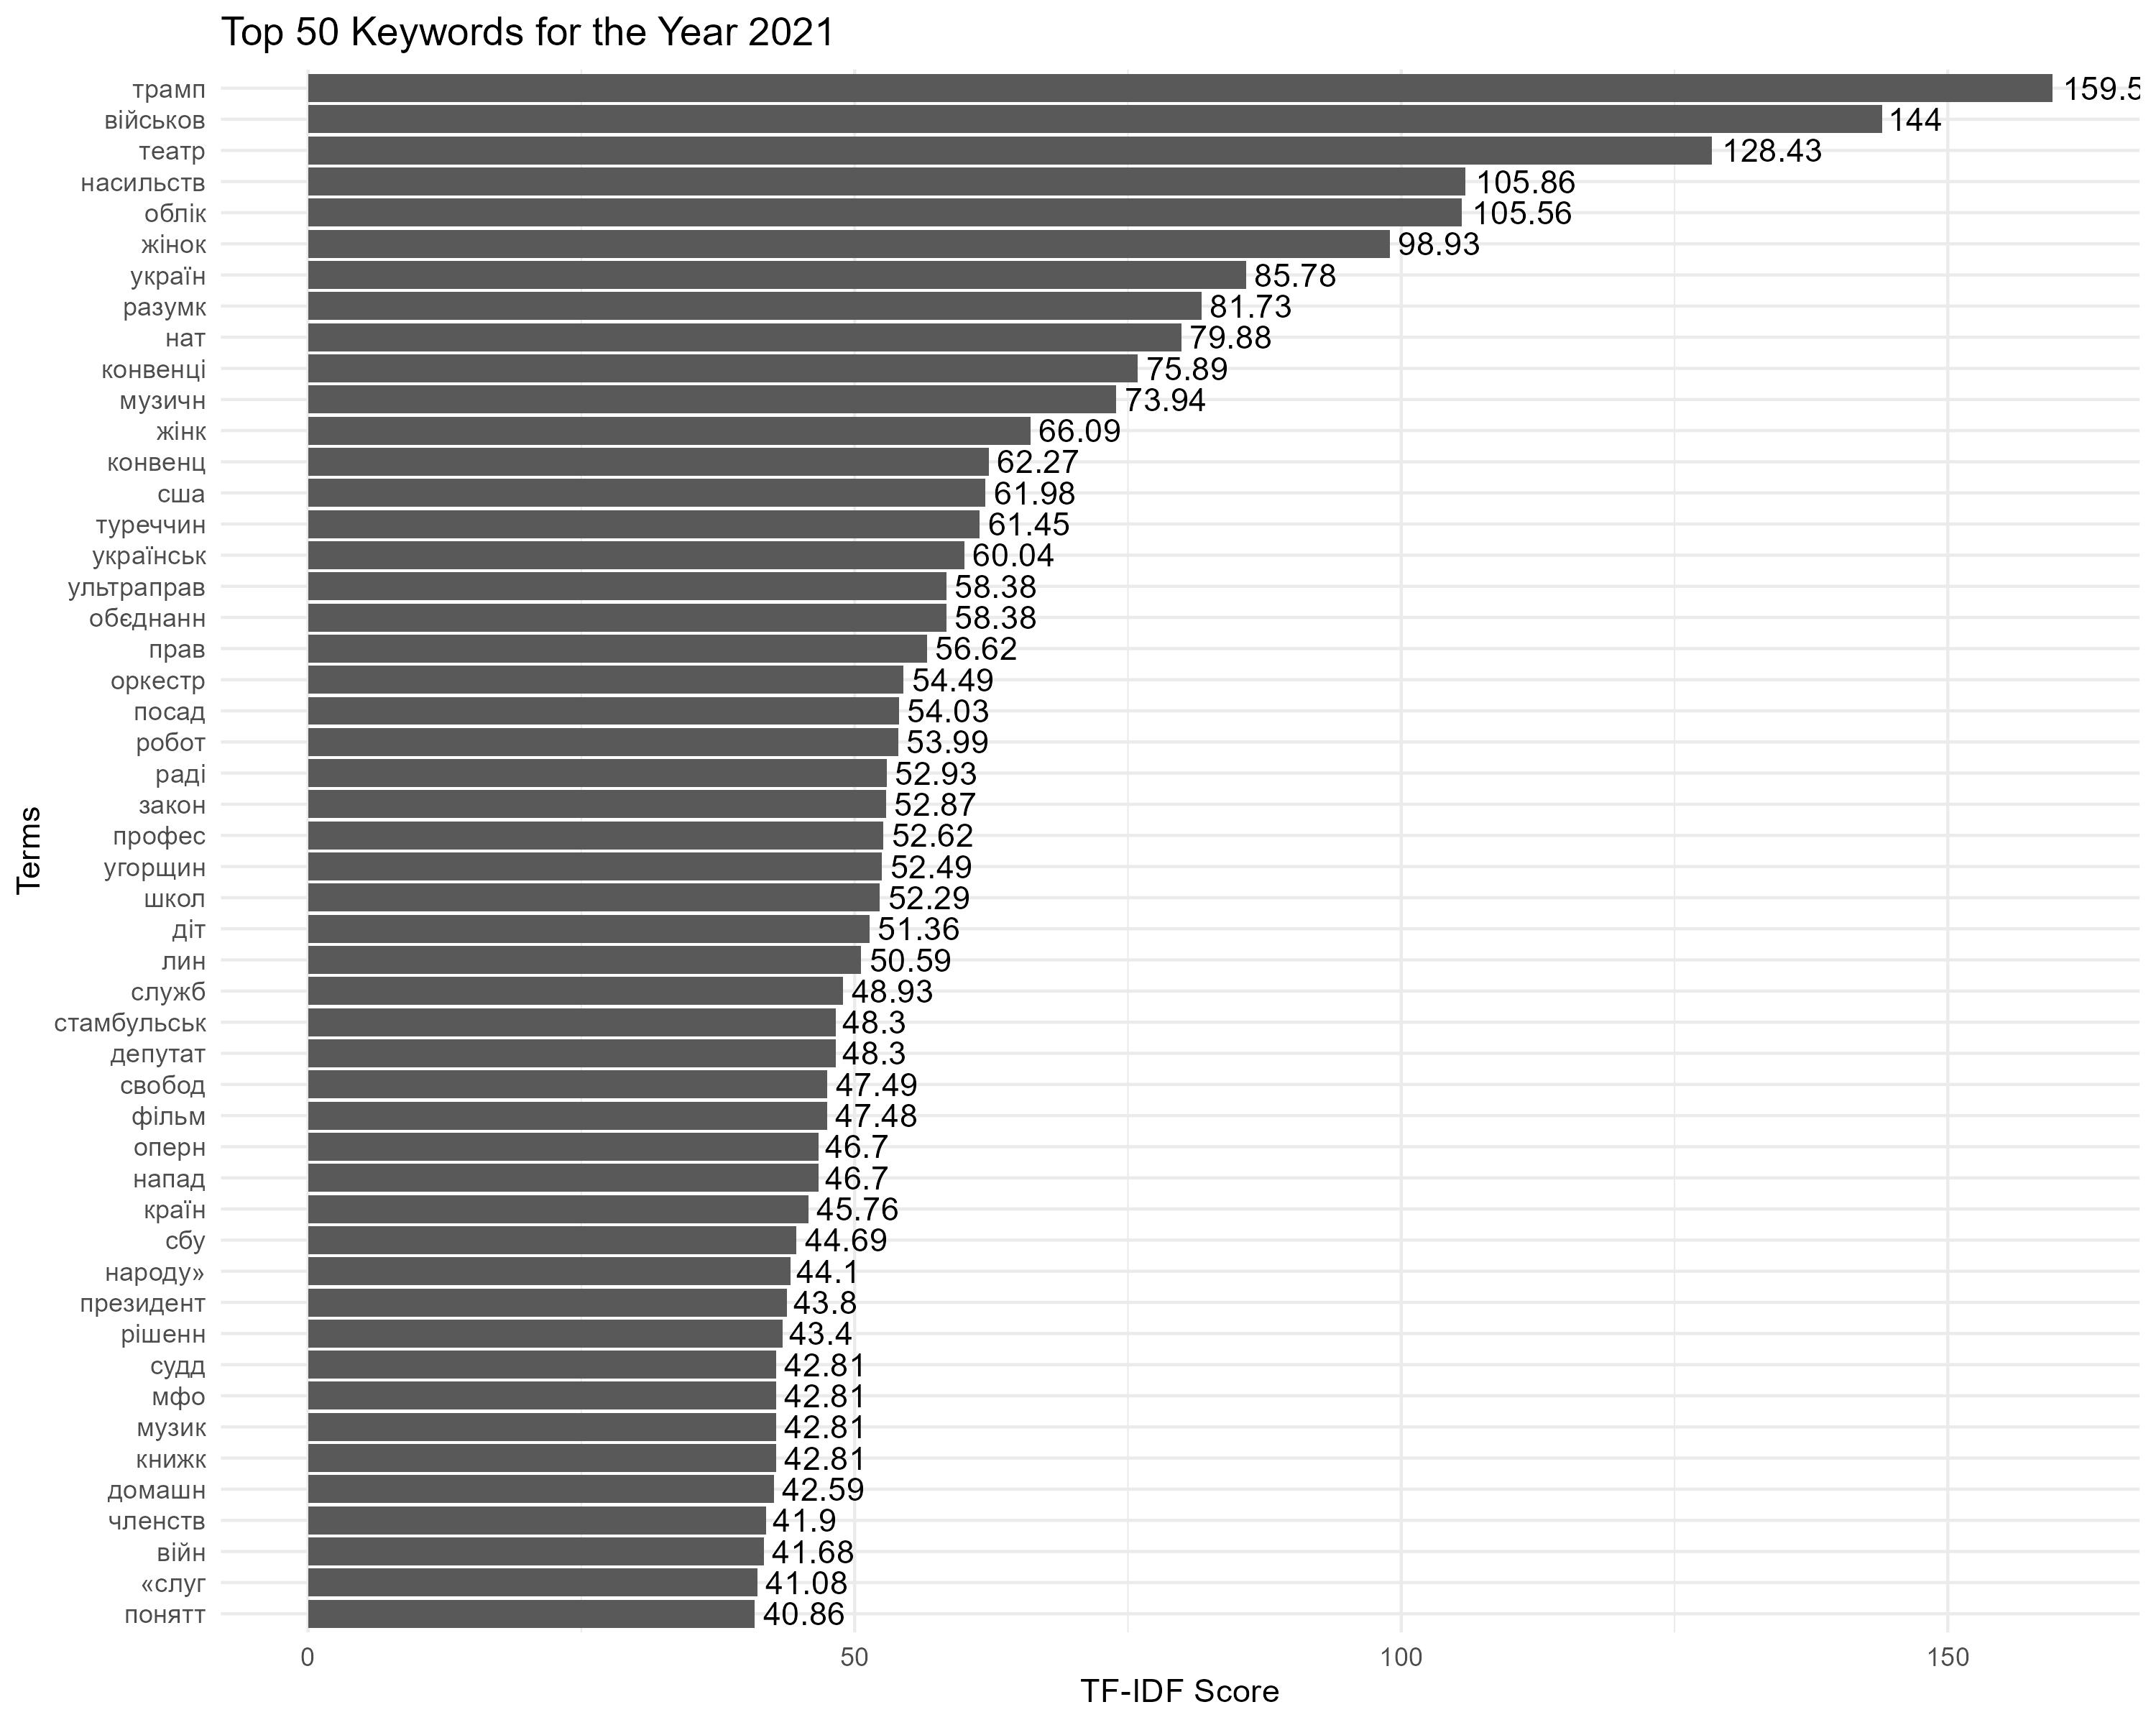 Top 50 Keywords for the Year 2021
трамп 159.5
військов 144
театр 128.43
насильств 105.86
облік 105.56
жінок 98.93
україн 85.78
разумк 81.73
нат 79.88
конвенці 75.89
музичн 73.94
жінк 66.09
конвенц 62.27
сша 61.98
туреччин 61.45
українськ 60.04
ультраправ 58.38
обєднанн 58.38
прав 56.62
оркестр 54.49
посад 54.03
робот 53.99
раді 52.93
закон 52.87
профес 52.62
угорщин 52.49
школ 52.29
діт 51.36
лин 50.59
служб 48.93
стамбульськ 48.3
депутат 48.3
свобод 47.49
фільм 47.48
оперн 46.7
напад 46.7
країн 45.76
сбу 44.69
народу» 44.1
президент 43.8
рішенн 43.4
судд 42.81
мфо 42.81
музик 42.81
книжк 42.81
домашн 42.59
членств 41.9
війн 41.68
«слуг 41.08
понятт 40.86
Terms
0 50 100 150
TF-IDF Score